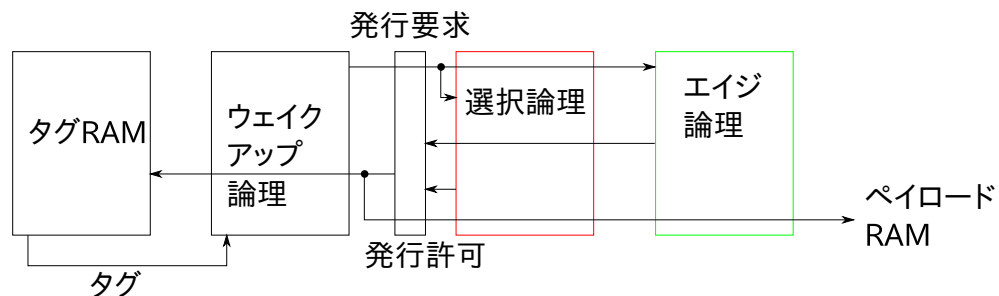 発行要求
タグRAM
ウェイク
アップ
論理
選択論理
エイジ
論理
ペイロード
RAM
発行許可
タグ